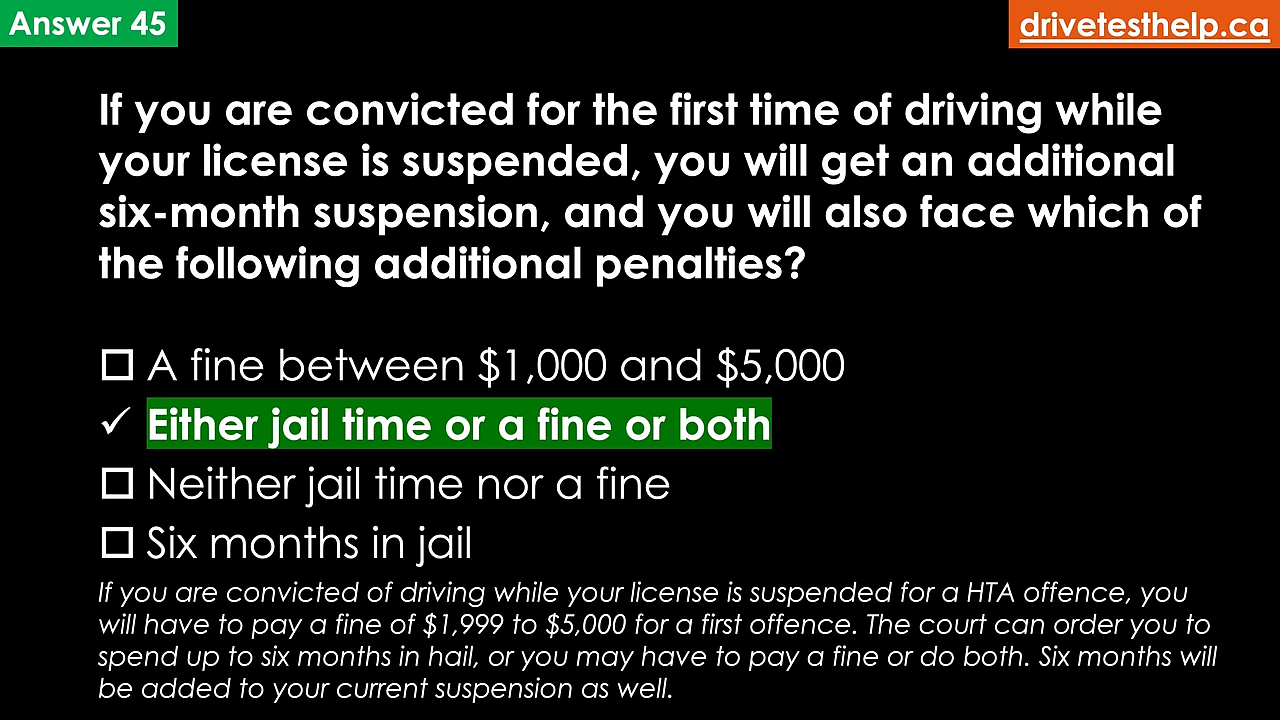 Answer 45
drivetesthelp.ca
If you are convicted for the first time of driving while
your license is suspended, you will get an additional
six-month suspension, and you will also face which of
the following additional penalties?
A fine between $1,000 and $5,000
Either jail time or a fine or both
Neither jail time nor a fine
Six months in jail
If you are convicted of driving while your license is suspended for a HTA offence, you
will have to pay a fine of $1,999 to $5,000 for a first offence. The court can order you to
spend up to six months in hail, or you may have to pay a fine or do both. Six months will
be added to your current suspension as well.